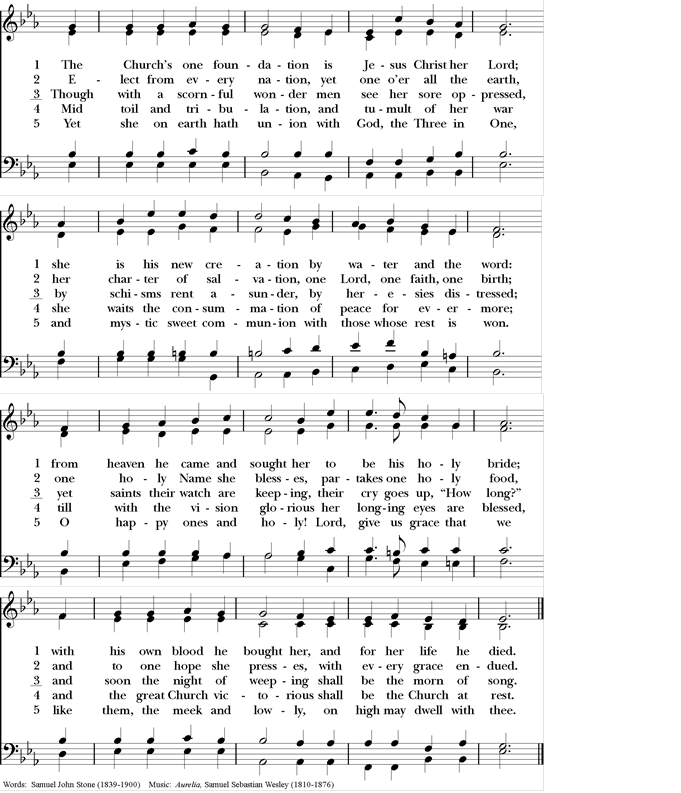 1 The Church's one foun - da - tion is Je - sus Christ her Lord;
2 E - lect from ev - ery na - tion, yet one o'er all the earth,
3 Though with a scorn - ful won - der men see her sore op - pressed,
4 Mid toil and tri - bu - la - tion, and tu - mult of her war
5 Yet she on earth hath un - ion with God, the Three in One,
1 she is his new cre - a - tion by wa - ter and the word:
2 her char - ter of sal - va - tion, one Lord, one faith, one birth;
3 by schi - sms rent a - sun - der, by her - e - sies dis - tressed;
4 she waits the con - sum - ma - tion of peace for ev - er - more;
5 and mys - tic sweet com - mun - ion with those whose rest is won.
1 from heaven he came and sought her to be his ho - ly bride;
2 one ho - ly Name she bless - es, par - takes one ho - ly food,
3 yet saints their watch are keep - ing, their cry goes up, "How long?"
4 till with the vi - sion glo - rious her long - ing eyes are blessed,
5 O hap - py ones and ho - ly! Lord, give us grace that we
1 with his own blood he bought her, and for her life he died.
2 and to one hope she press - es, with ev - ery grace en - dued.
3 and soon the night of weep - ing shall be the morn of song.
4 and the great Church vic - to - rious shall be the Church at rest.
5 like them, the meek and low - ly, on high may dwell with thee.
Words: Samuel John Stone (1839-1900) Music: Aurelia, Samuel Sebastian Wesley (1810-1876)